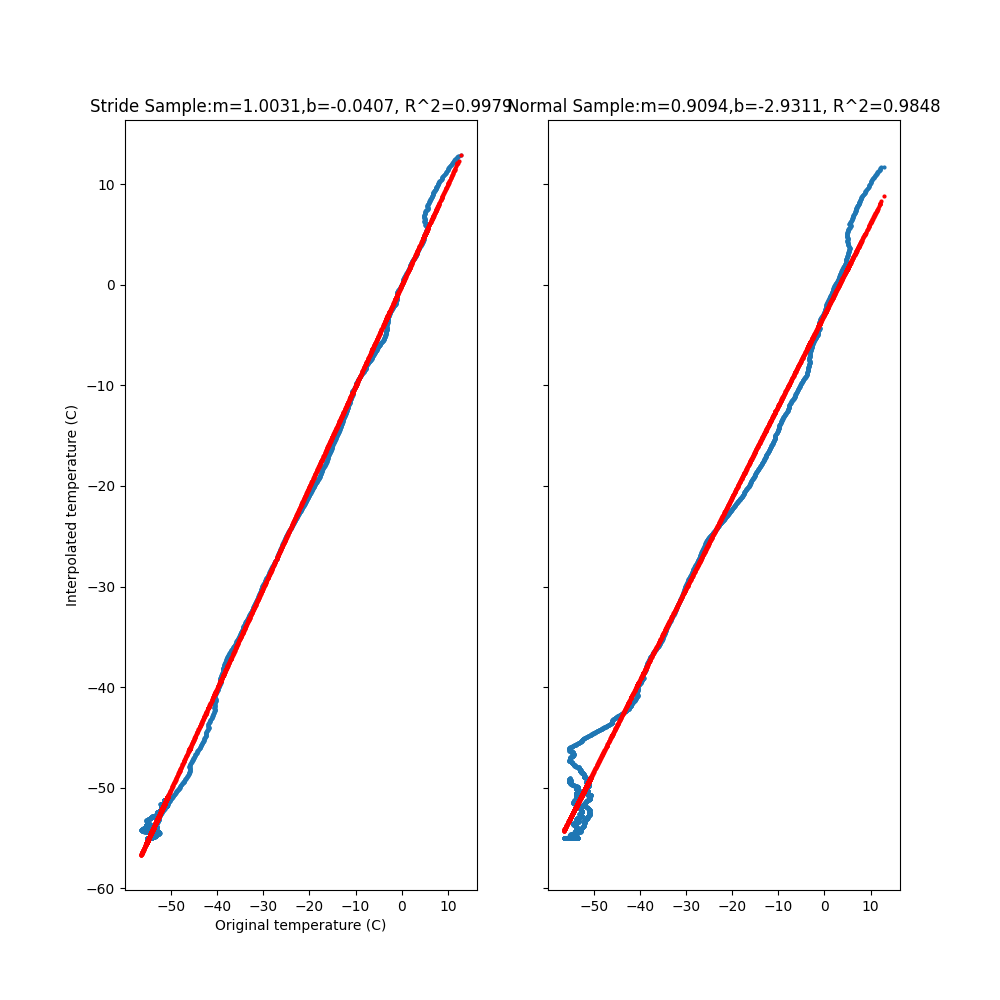 Stride Sample:m=1.0031,b=-0.0407, R^2=0.9979
Normal Sample:m=0.9094,b=-2.9311, R^2=0.9848
10
0
−10
−20
−30
−40
−50
−60
Interpolated temperature (C)
−50 −40 −30 −20 −10 0 10
−50 −40 −30 −20 −10 0 10
Original temperature (C)